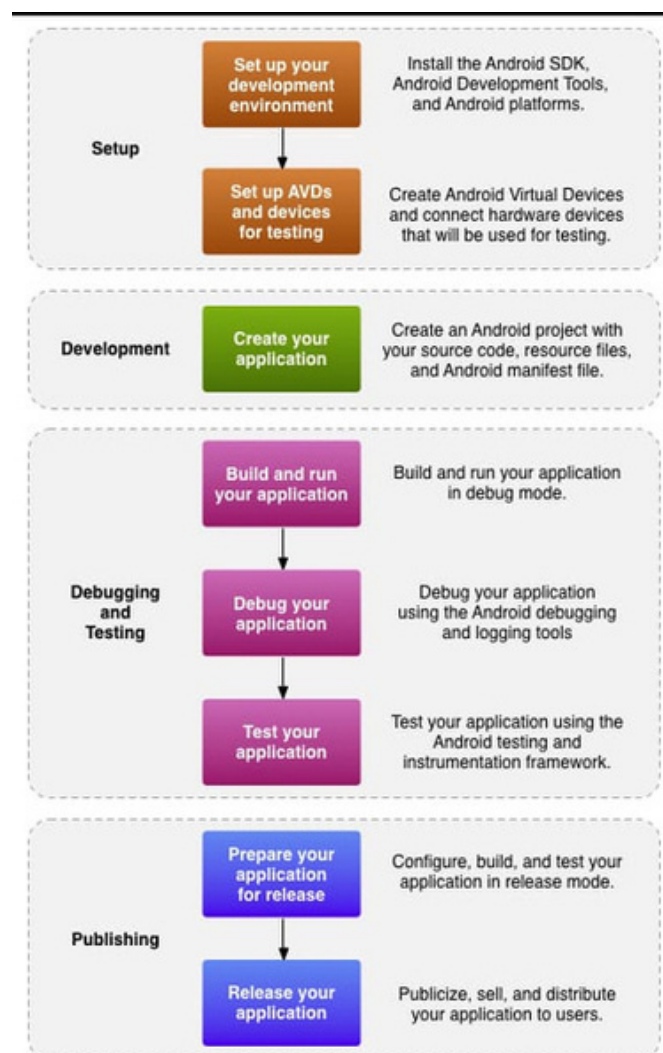 Set up your
development
environment
Install the Android SDK,
Android Development Tools,
and Android platforms.
Setup
Set up AVDs
and devices
for testing
Create Android Virtual Devices
and connect hardware devices
that will be used for testing.
Development
Create your
application
Create an Android project with
your source code, resource files,
and Android manifest file.
Build and run
your application
Build and run your application
in debug mode.
Debugging
and
Testing
Debug your
application
Debug your application
using the Android debugging
and logging tools
Test your
application
Test your application using the
Android testing and
instrumentation framework.
Prepare your
application
for release
Configure, build, and test your
application in release mode.
Publishing
Release your
application
Publicize, sell, and distribute
your application to users.